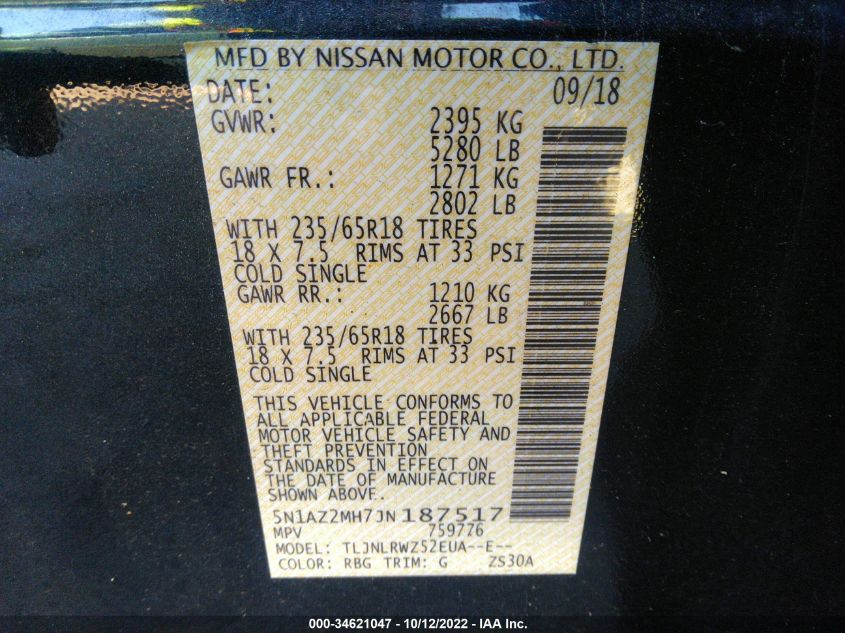 MFD BY NISSAN MOTOR CO., LTD.
DATE: 09/18
GVWR: 2395 KG
5280 LB
GAWR FR.: 1271 KG
2802 LB
WITH 235/65R18 TIRES
18 X 7.5 RIMS AT 33 PSI
COLD SINGLE
GAWR RR.: 1210 KG
2667 LB
WITH 235/65R18 TIRES
18 X 7.5 RIMS AT 33 PSI
COLD SINGLE
THIS VEHICLE CONFORMS TO
ALL APPLICABLE FEDERAL
MOTOR VEHICLE SAFETY AND
THEFT PREVENTION
STANDARDS IN EFFECT ON
THE DATE OF MANUFACTURE
SHOWN ABOVE.
5N1AZ2MH7JN187517
MPV 759776
MODEL: TLJNLRWZ52EUA--E--
COLOR: RBG TRIM: G ZS30A
000-34621047 - 10/12/2022 - IAA Inc.